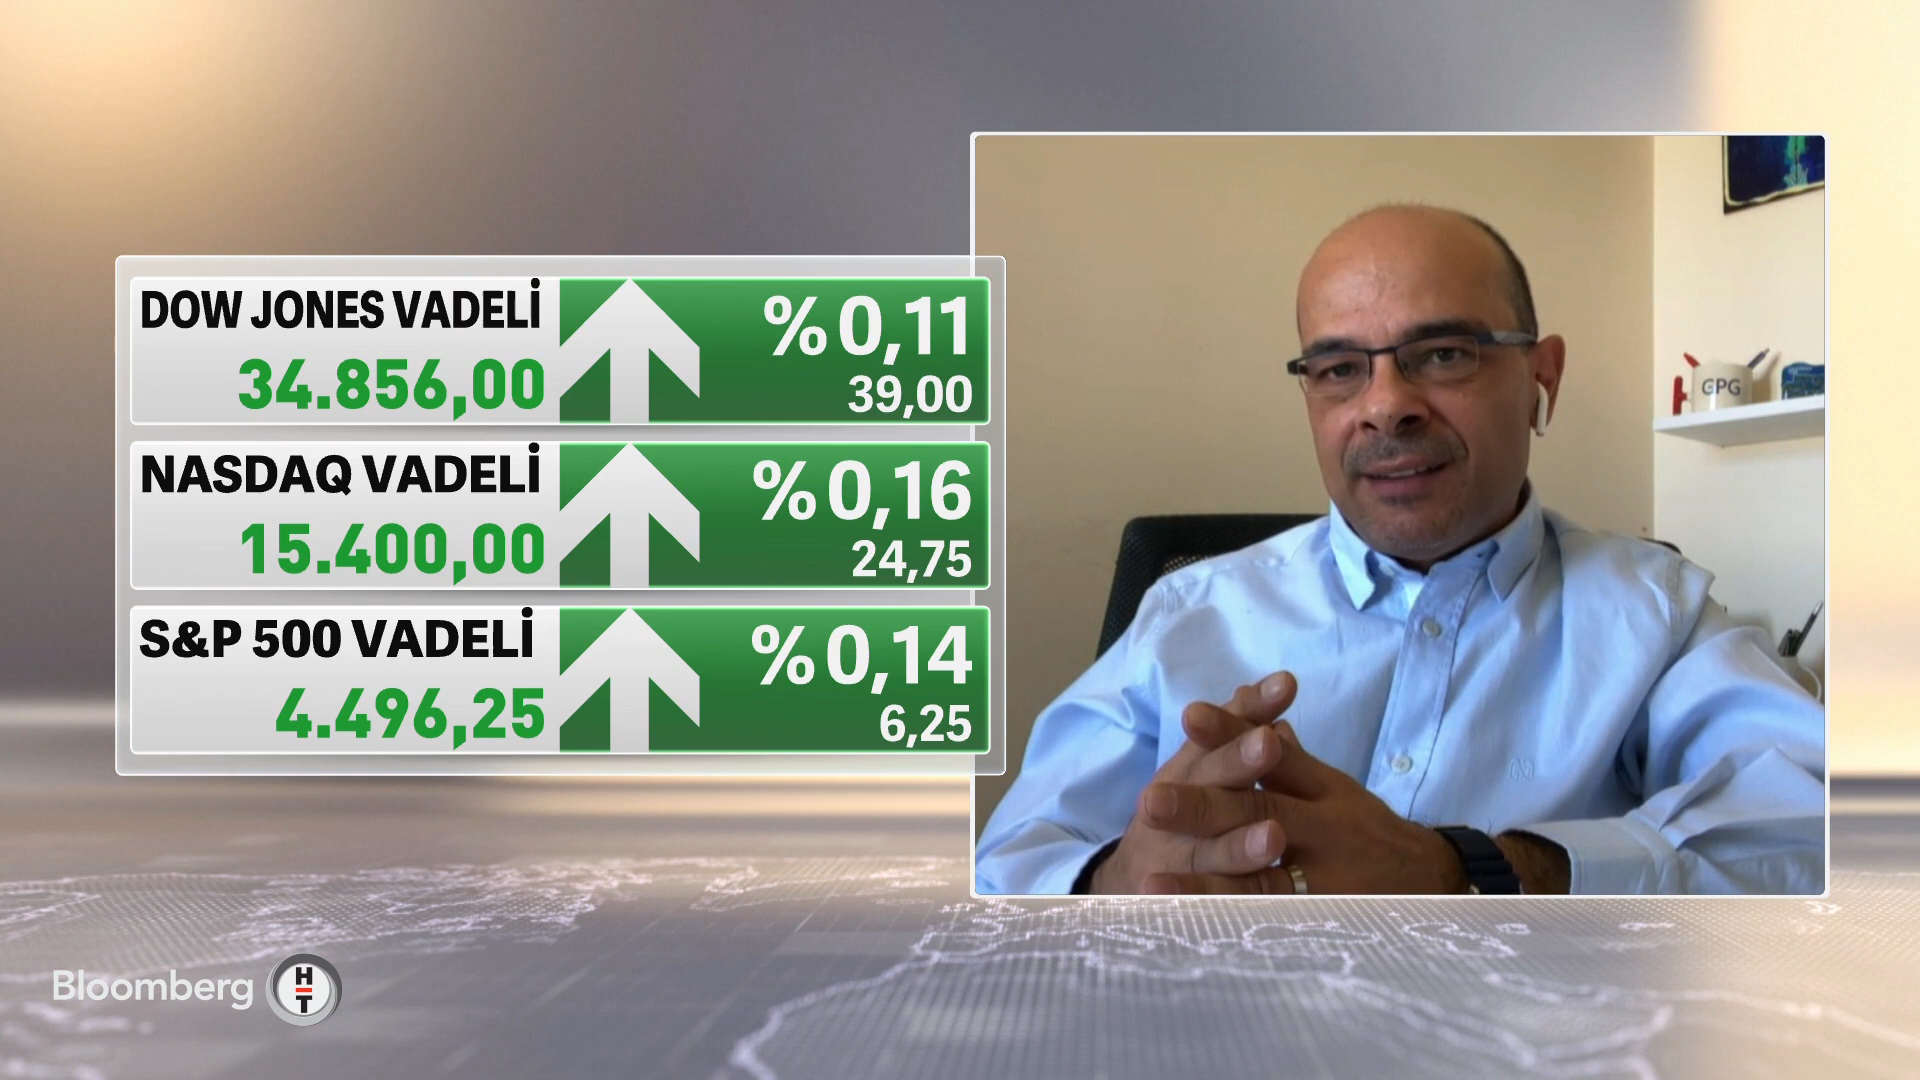 DOW JONES VADELİ
34.856,00
%0,11
39,00
NASDAQ VADELİ
15.400,00
%0,16
24,75
S&P 500 VADELİ
4.496,25
%0,14
6,25
GPG
Bloomberg HT